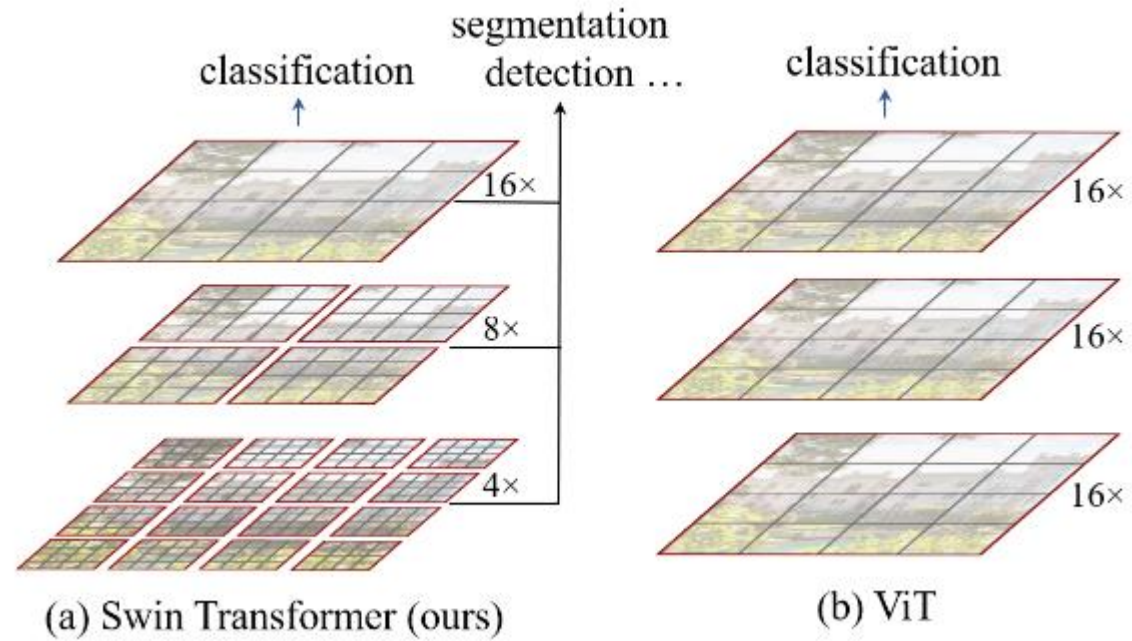 segmentation
detection ...
classification
classification
16×
8×
4×
16×
16×
16×
(a) Swin Transformer (ours)
(b) ViT